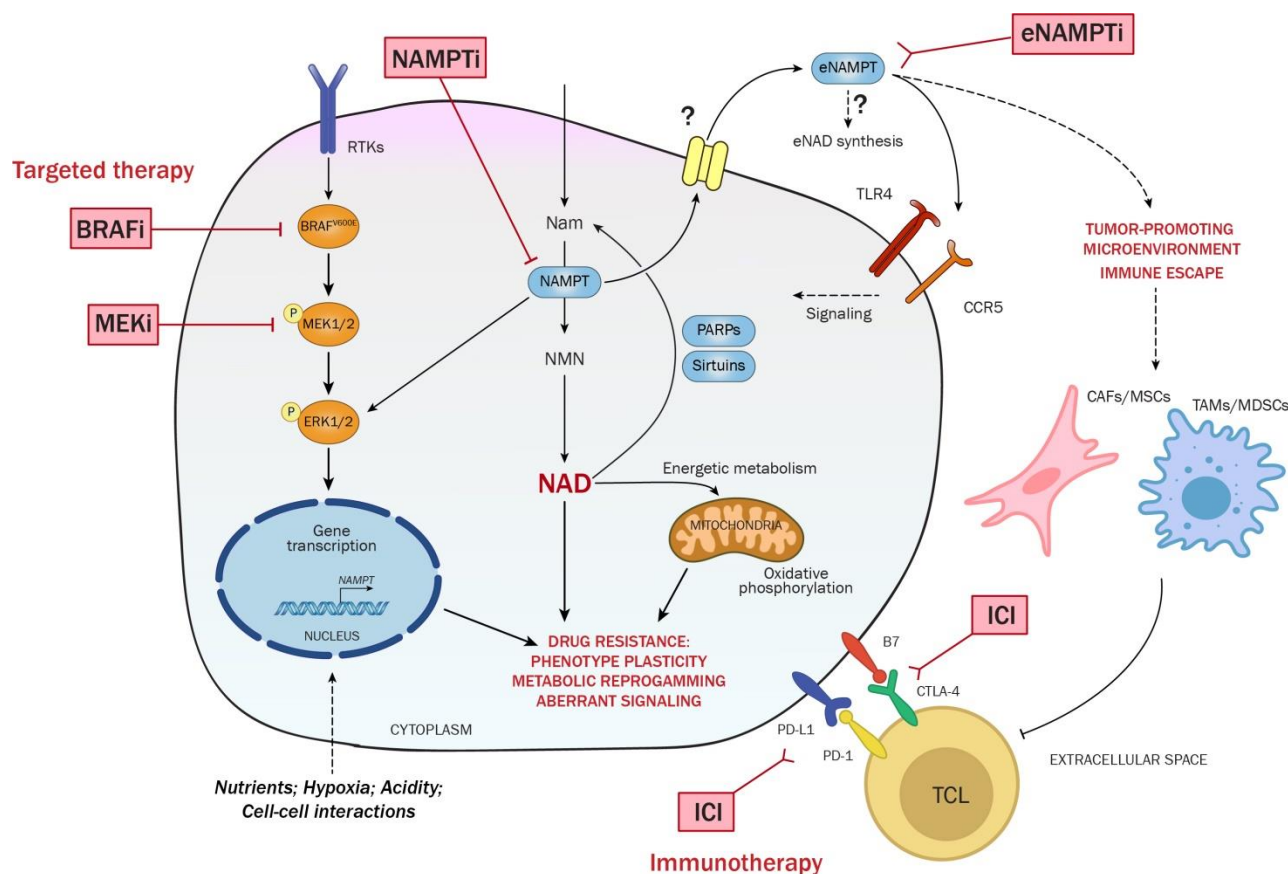 eNAMPTi
NAMPTi
eNAMPT
?
?
eNAD synthesis
RTKs
Targeted therapy
TLR4
BRAFi
BRAFV600E
Nam
TUMOR-PROMOTING
MICROENVIRONMENT
IMMUNE ESCAPE
NAMPT
MEKi
P
MEK1/2
Signaling
CCR5
PARPs
NMN
Sirtuins
P
ERK1/2
CAFs/MSCs
TAMs/MDSCs
NAD
Energetic metabolism
MITOCHONDRIA
Gene
transcription
Oxidative
phosphorylation
NAMPT
NUCLEUS
ICI
B7
DRUG RESISTANCE:
PHENOTYPE PLASTICITY
METABOLIC REPROGAMMING
ABERRANT SIGNALING
CTLA-4
CYTOPLASM
PD-L1
PD-1
EXTRACELLULAR SPACE
Nutrients; Hypoxia; Acidity;
Cell-cell interactions
TCL
ICI
Immunotherapy